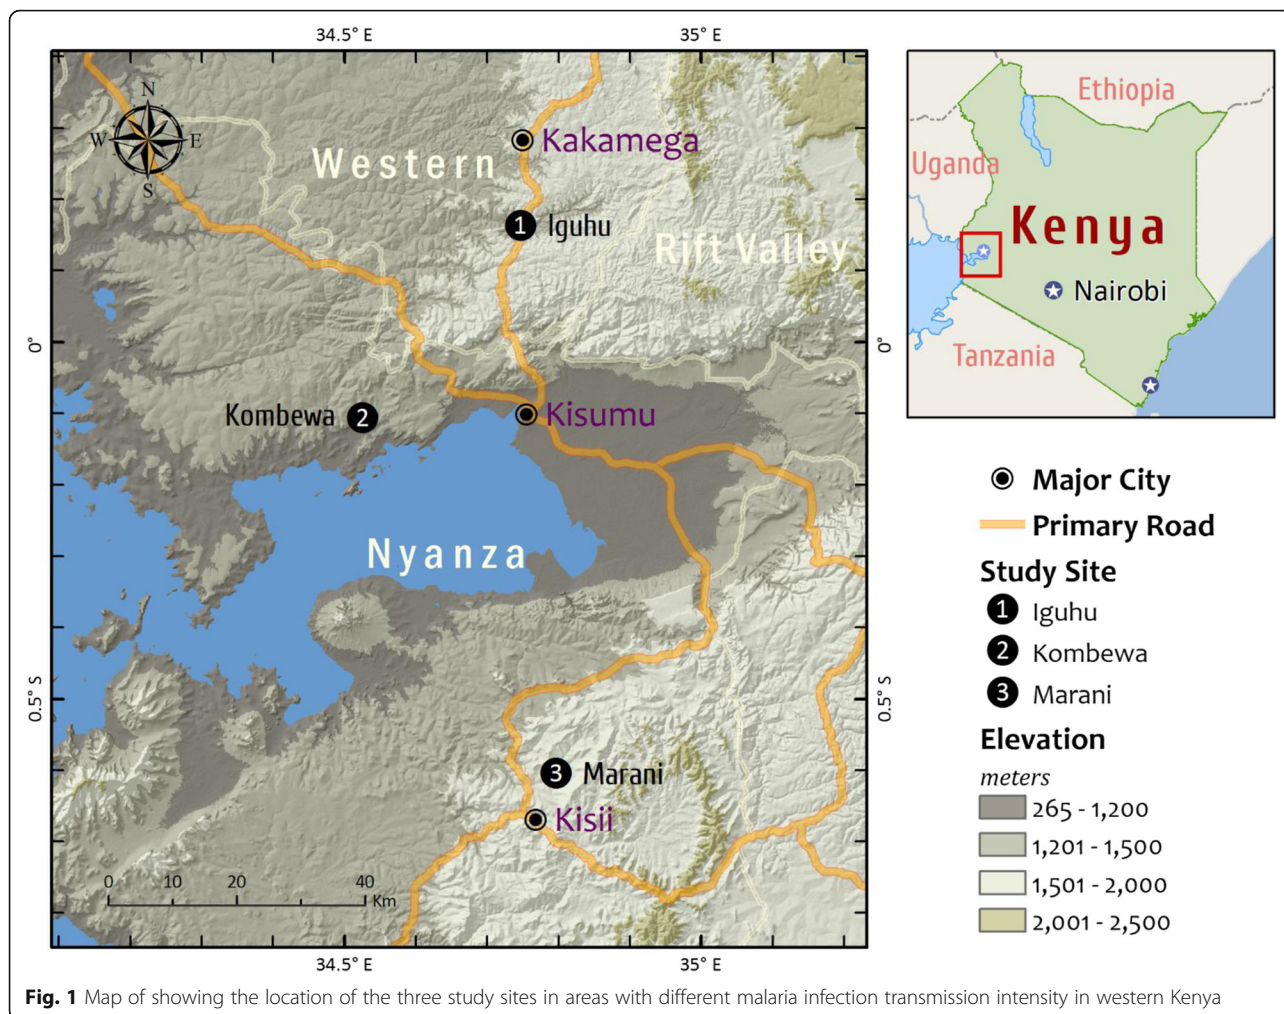 34.5° E
35° E
N
W
E
S
Western
Kakamega
1
Iguhu
Rift Valley
0°
0°
Kombewa
2
Kisumu
Nyanza
0.5° S
0.5° S
3
Marani
Kisii
0
10
20
40
Km
34.5° E
35° E
Ethiopia
Uganda
Kenya
Nairobi
Tanzania
Major City
Primary Road
Study Site
1 Iguhu
2 Kombewa
3 Marani
Elevation
meters
265 - 1,200
1,201 - 1,500
1,501 - 2,000
2,001 - 2,500
Fig. 1 Map of showing the location of the three study sites in areas with different malaria infection transmission intensity in western Kenya